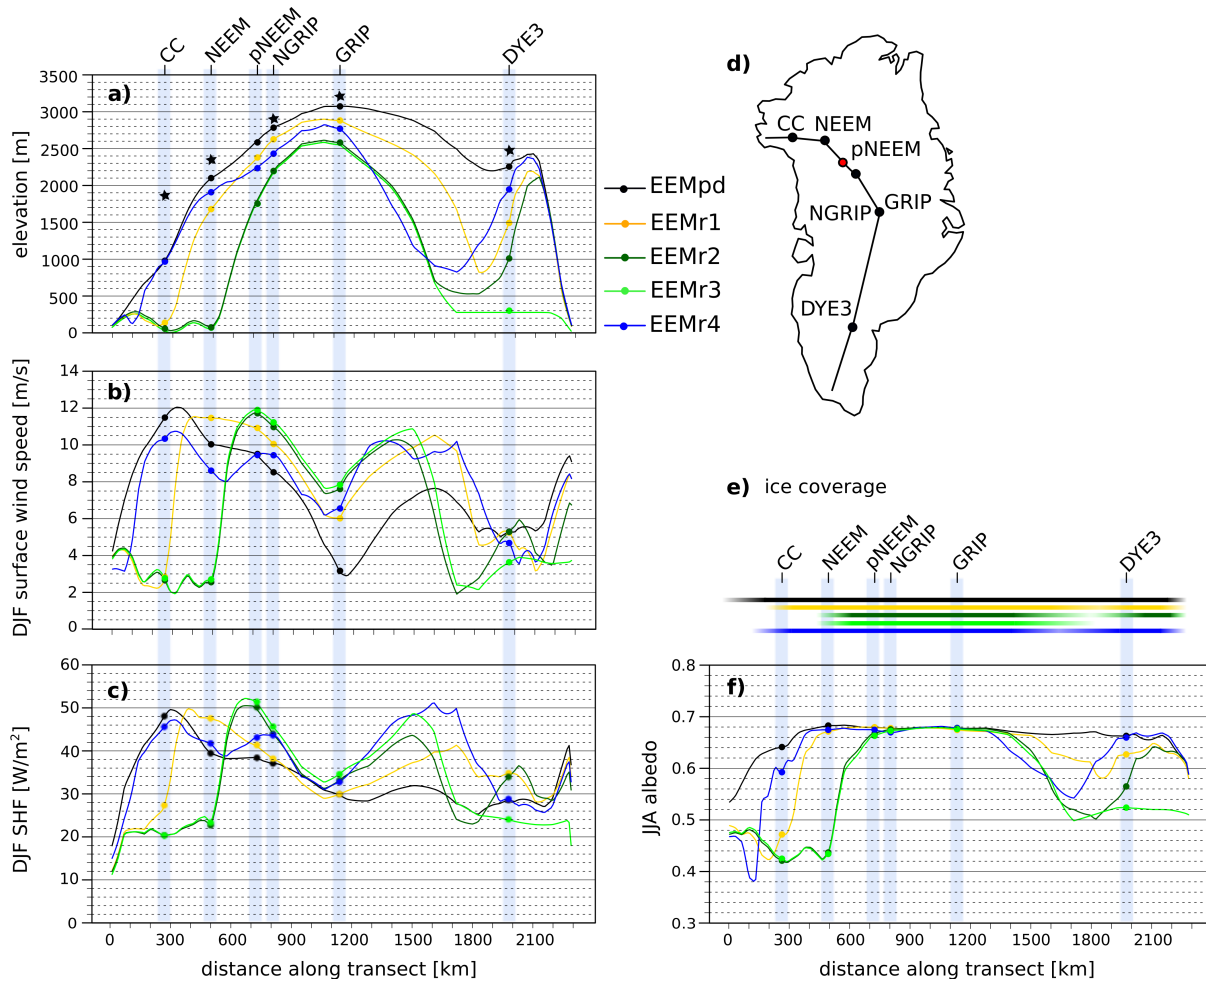 CC
NEEM
pNEEM
NGRIP
GRIP
DYE3
a)
elevation [m]
3500
3000
2500
2000
1500
1000
500
0
EEMpd
EEMr1
EEMr2
EEMr3
EEMr4
d)
CC
NEEM
pNEEM
NGRIP
GRIP
DYE3
b)
DJF surface wind speed [m/s]
14
12
10
8
6
4
2
0
c)
DJF SHF [W/m²]
60
50
40
30
20
10
0
0 300 600 900 1200 1500 1800 2100
distance along transect [km]
e) ice coverage
CC
NEEM
pNEEM
NGRIP
GRIP
DYE3
f)
JJA albedo
0.8
0.7
0.6
0.5
0.4
0.3
0 300 600 900 1200 1500 1800 2100
distance along transect [km]